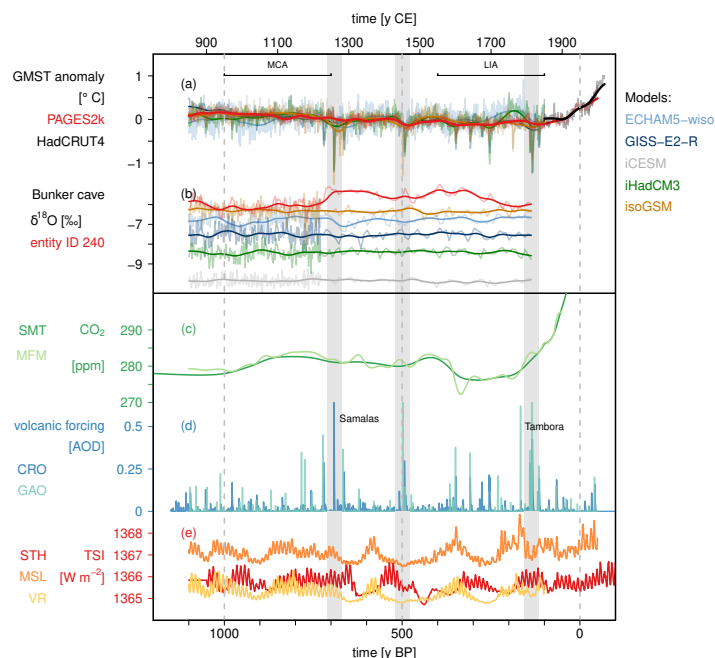 time [y CE]
900 1100 1300 1500 1700 1900
GMST anomaly
[° C]
PAGES2k
HadCRUT4
1
0
−1
(a)
MCA
LIA
Models:
ECHAM5−wiso
GISS−E2−R
iCESM
iHadCM3
isoGSM
Bunker cave
δ18O [‰]
entity ID 240
−7
−9
(b)
SMT CO2
MFM
[ppm]
290
280
270
(c)
volcanic forcing
[AOD]
CRO
GAO
0.5
0.25
0
(d)
Samalas
Tambora
STH TSI
MSL [W m−2]
VR
1368
1367
1366
1365
(e)
1000 500 0
time [y BP]